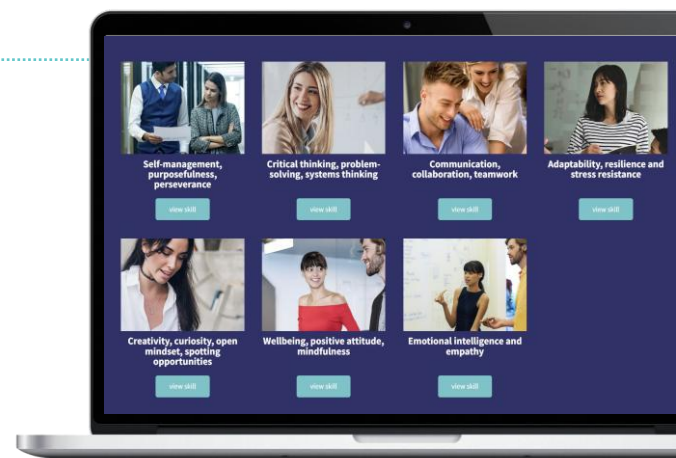 Self-management,
purposefulness,
perseverance
view skill
Critical thinking, problem-
solving, systems thinking
view skill
Communication,
collaboration, teamwork
view skill
Adaptability, resilience and
stress resistance
view skill
Creativity, curiosity, open
mindset, spotting
opportunities
view skill
Wellbeing, positive attitude,
mindfulness
view skill
Emotional intelligence and
empathy
view skill